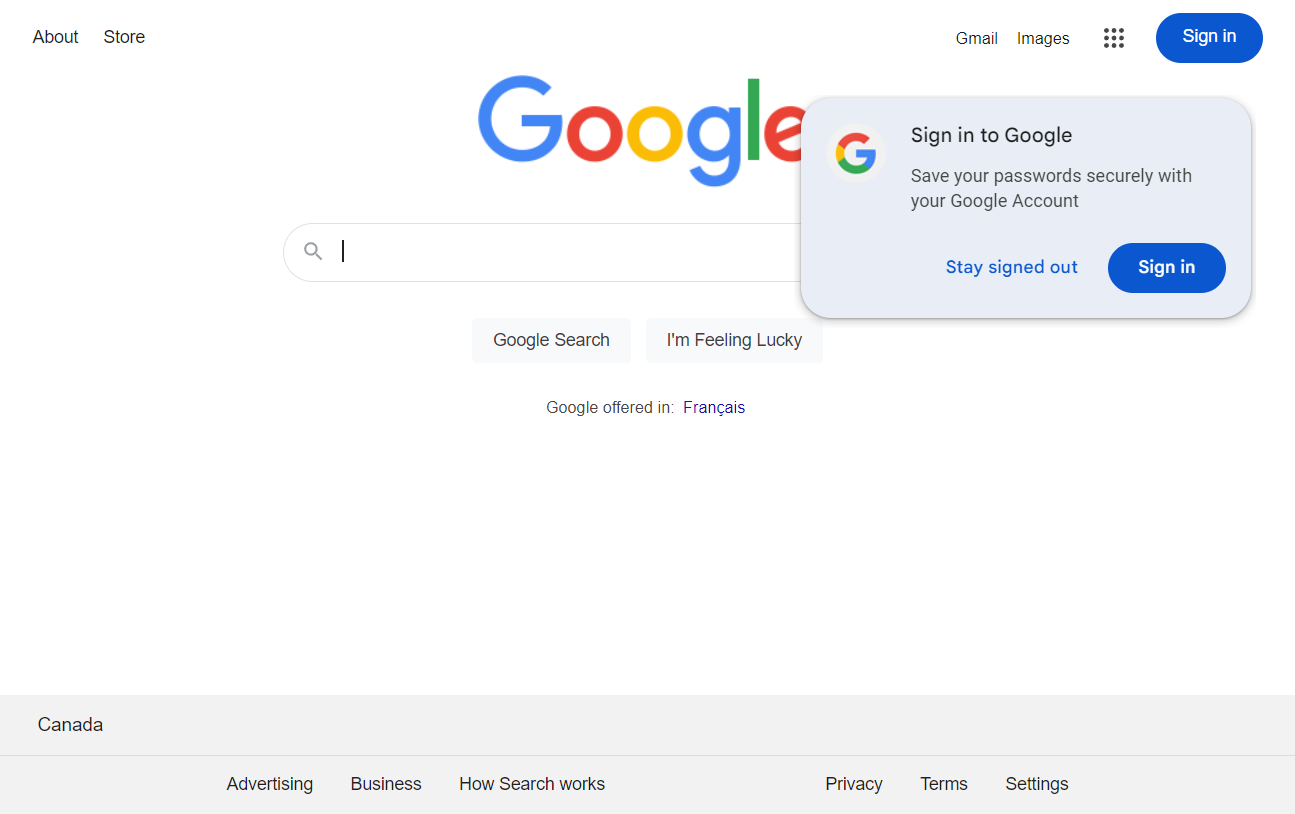 About Store Gmail Images Sign in
Google
Sign in to Google
Save your passwords securely with
your Google Account
Stay signed out Sign in
Google Search I'm Feeling Lucky
Google offered in: Français
Canada
Advertising Business How Search works Privacy Terms Settings